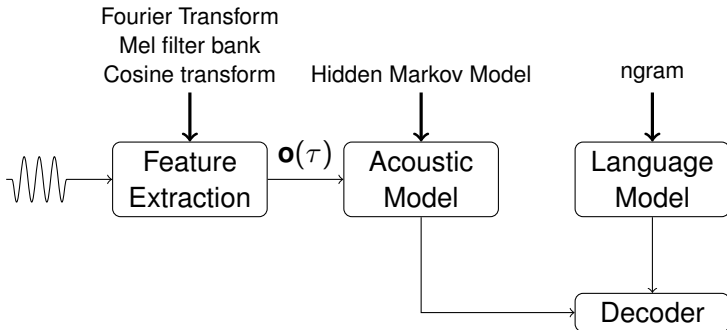 Fourier Transform
Mel filter bank
Cosine transform
Hidden Markov Model
ngram
Feature
Extraction
o(τ)
Acoustic
Model
Language
Model
Decoder